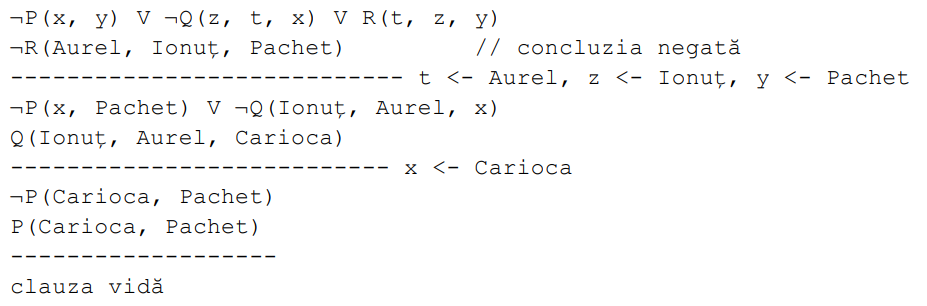 ¬P(x, y) V ¬Q(z, t, x) V R(t, z, y)
¬R(Aurel, Ionuț, Pachet)          // concluzia negată
----------------------------- t <- Aurel, z <- Ionuț, y <- Pachet
¬P(x, Pachet) V ¬Q(Ionuț, Aurel, x)
Q(Ionuț, Aurel, Carioca)
---------------------------- x <- Carioca
¬P(Carioca, Pachet)
P(Carioca, Pachet)
--------------------
clauza vidă